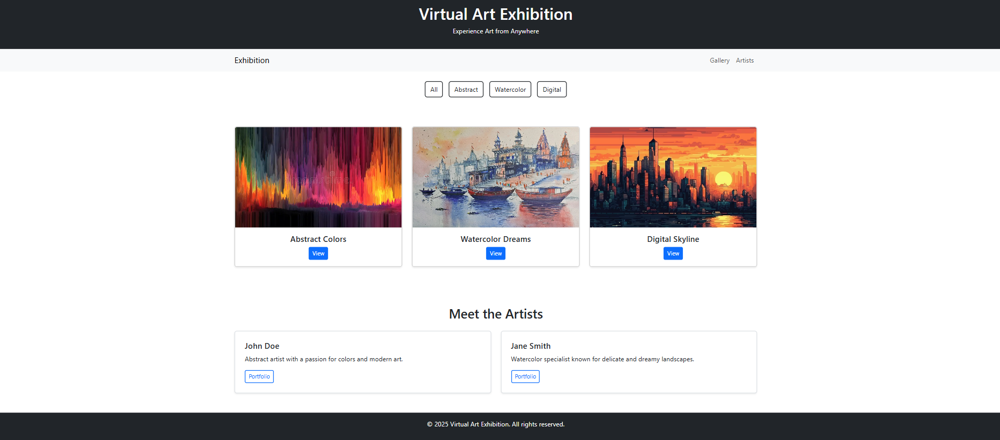 Virtual Art Exhibition
Experience Art from Anywhere
Exhibition
Gallery Artists
All Abstract Watercolor Digital
Abstract Colors
View
Watercolor Dreams
View
Digital Skyline
View
Meet the Artists
John Doe
Abstract artist with a passion for colors and modern art.
Portfolio
Jane Smith
Watercolor specialist known for delicate and dreamy landscapes.
Portfolio
© 2025 Virtual Art Exhibition. All rights reserved.